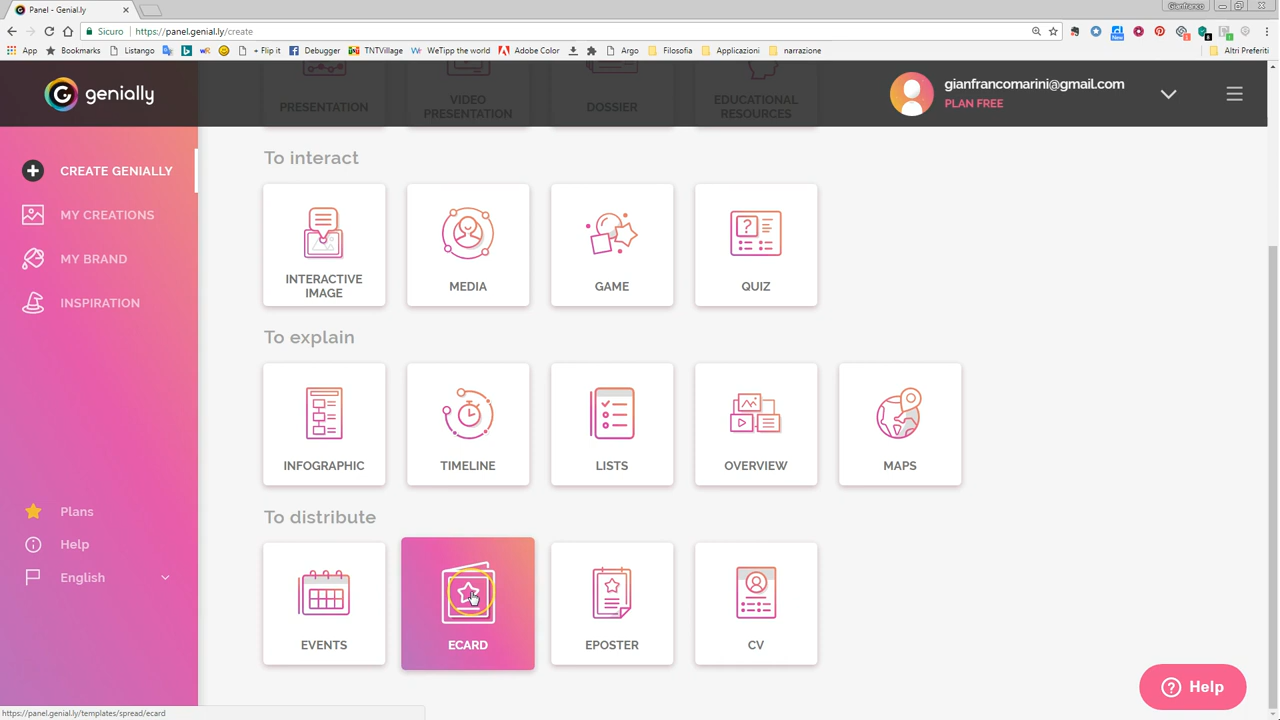 Panel - Genial.ly
Gianfranco
Sicuro
https://panel.genial.ly/create
App
Bookmarks
Listango
wR
+ Flip it
Debugger
TNTVillage
WeTipp the world
Adobe Color
Argo
Filosofia
Applicazioni
narrazione
Altri Preferiti
genially
PRESENTATION
VIDEO
PRESENTATION
DOSSIER
EDUCATIONAL
RESOURCES
gianfrancomarini@gmail.com
PLAN FREE
CREATE GENIALLY
MY CREATIONS
MY BRAND
INSPIRATION
Plans
Help
English
To interact
INTERACTIVE
IMAGE
MEDIA
GAME
QUIZ
To explain
INFOGRAPHIC
TIMELINE
LISTS
OVERVIEW
MAPS
To distribute
EVENTS
ECARD
EPOSTER
CV
Help
https://panel.genial.ly/templates/spread/ecard